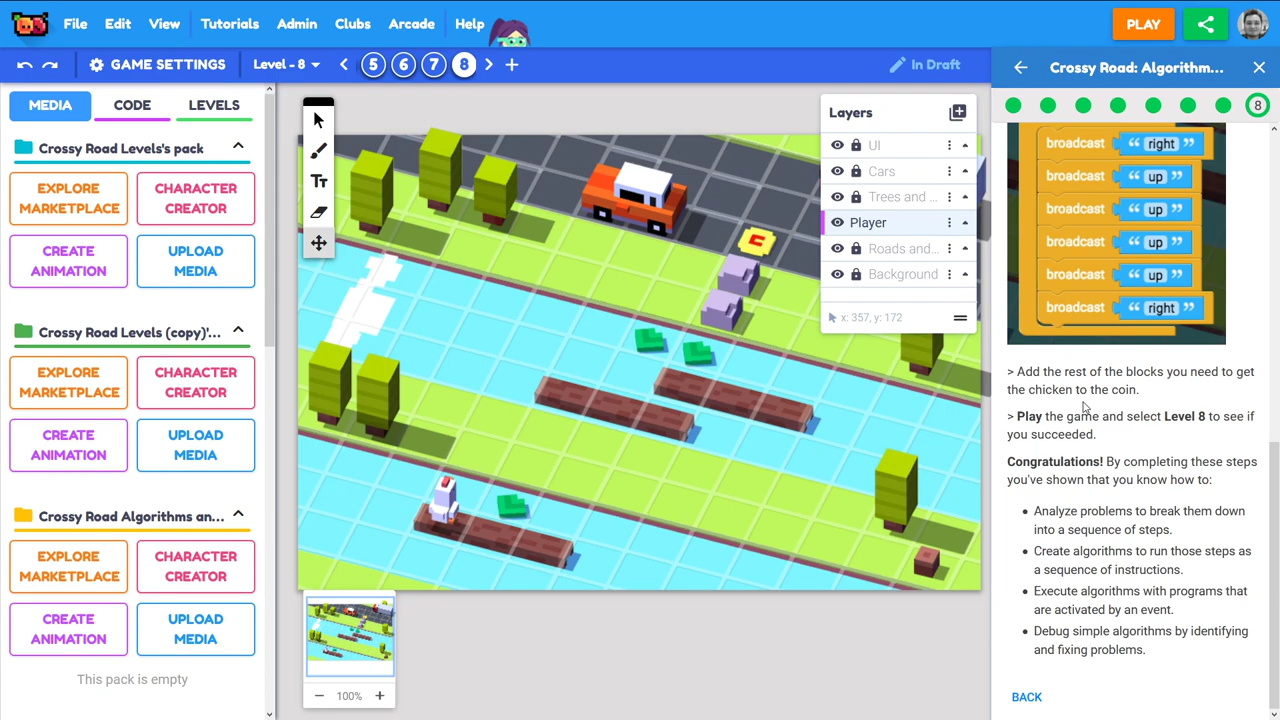 File Edit View Tutorials Admin Clubs Arcade Help PLAY
GAME SETTINGS Level - 8 5 6 7 8 In Draft
Crossy Road: Algorithm...
8
MEDIA CODE LEVELS
Crossy Road Levels's pack
EXPLORE
MARKETPLACE
CHARACTER
CREATOR
CREATE
ANIMATION
UPLOAD
MEDIA
Crossy Road Levels (copy)'...
EXPLORE
MARKETPLACE
CHARACTER
CREATOR
CREATE
ANIMATION
UPLOAD
MEDIA
Crossy Road Algorithms an...
EXPLORE
MARKETPLACE
CHARACTER
CREATOR
CREATE
ANIMATION
UPLOAD
MEDIA
This pack is empty
Tт
Layers
UI
Cars
Trees and ...
Player
Roads and...
Background
x: 357, y: 172
100%
broadcast “ right ”
broadcast “ up ”
broadcast “ up ”
broadcast “ up ”
broadcast “ up ”
broadcast “ right ”
> Add the rest of the blocks you need to get
the chicken to the coin.
> Play the game and select Level 8 to see if
you succeeded.
Congratulations! By completing these steps
you've shown that you know how to:
• Analyze problems to break them down
into a sequence of steps.
• Create algorithms to run those steps as
a sequence of instructions.
• Execute algorithms with programs that
are activated by an event.
• Debug simple algorithms by identifying
and fixing problems.
BACK